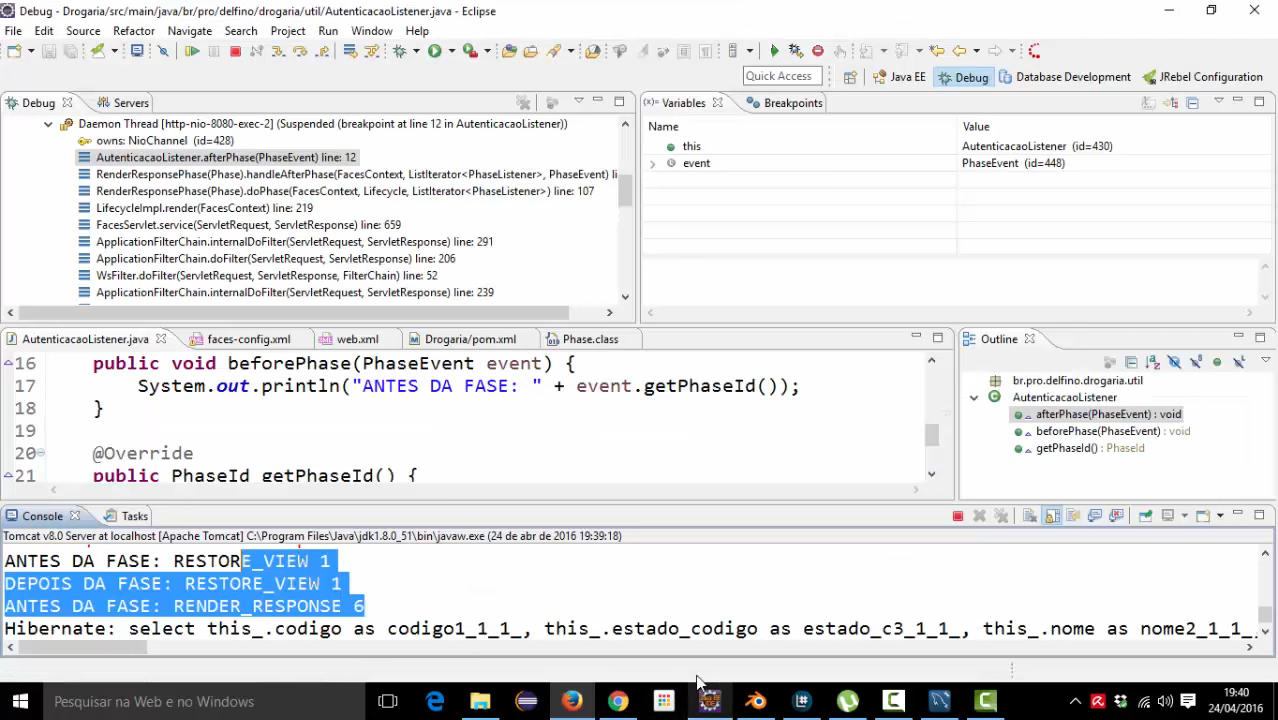 Debug - Drogaria/src/main/java/br/pro/delfino/drogaria/util/AutenticacaoListener.java - Eclipse
File Edit Source Refactor Navigate Search Project Run Window Help
Quick Access Java EE Debug Database Development JRebel Configuration
Debug Servers
Daemon Thread [http-nio-8080-exec-2] (Suspended (breakpoint at line 12 in AutenticacaoListener))
owns: NioChannel (id=428)
AutenticacaoListener.afterPhase(PhaseEvent) line: 12
RenderResponsePhase(Phase).handleAfterPhase(FacesContext, ListIterator<PhaseListener>, PhaseEvent) li
RenderResponsePhase(Phase).doPhase(FacesContext, Lifecycle, ListIterator<PhaseListener>) line: 107
LifecycleImpl.render(FacesContext) line: 219
FacesServlet.service(ServletRequest, ServletResponse) line: 659
ApplicationFilterChain.internalDoFilter(ServletRequest, ServletResponse) line: 291
ApplicationFilterChain.doFilter(ServletRequest, ServletResponse) line: 206
WsFilter.doFilter(ServletRequest, ServletResponse, FilterChain) line: 52
ApplicationFilterChain.internalDoFilter(ServletRequest, ServletResponse) line: 239
Variables Breakpoints
Name Value
this AutenticacaoListener (id=430)
event PhaseEvent (id=448)
AutenticacaoListener.java faces-config.xml web.xml Drogaria/pom.xml Phase.class
16 public void beforePhase(PhaseEvent event) {
17 System.out.println("ANTES DA FASE: " + event.getPhaseId());
18 }
19
20 @Override
21 public PhaseId getPhaseId() {
Outline
br.pro.delfino.drogaria.util
AutenticacaoListener
afterPhase(PhaseEvent) : void
beforePhase(PhaseEvent) : void
getPhaseId() : PhaseId
Console Tasks
Tomcat v8.0 Server at localhost [Apache Tomcat] C:\Program Files\Java\jdk1.8.0_51\bin\javaw.exe (24 de abr de 2016 19:39:18)
ANTES DA FASE: RESTORE_VIEW 1
DEPOIS DA FASE: RESTORE_VIEW 1
ANTES DA FASE: RENDER_RESPONSE 6
Hibernate: select this_.codigo as codigo1_1_1_, this_.estado_codigo as estado_c3_1_1_, this_.nome as nome2_1_1_
Pesquisar na Web e no Windows
19:40
24/04/2016